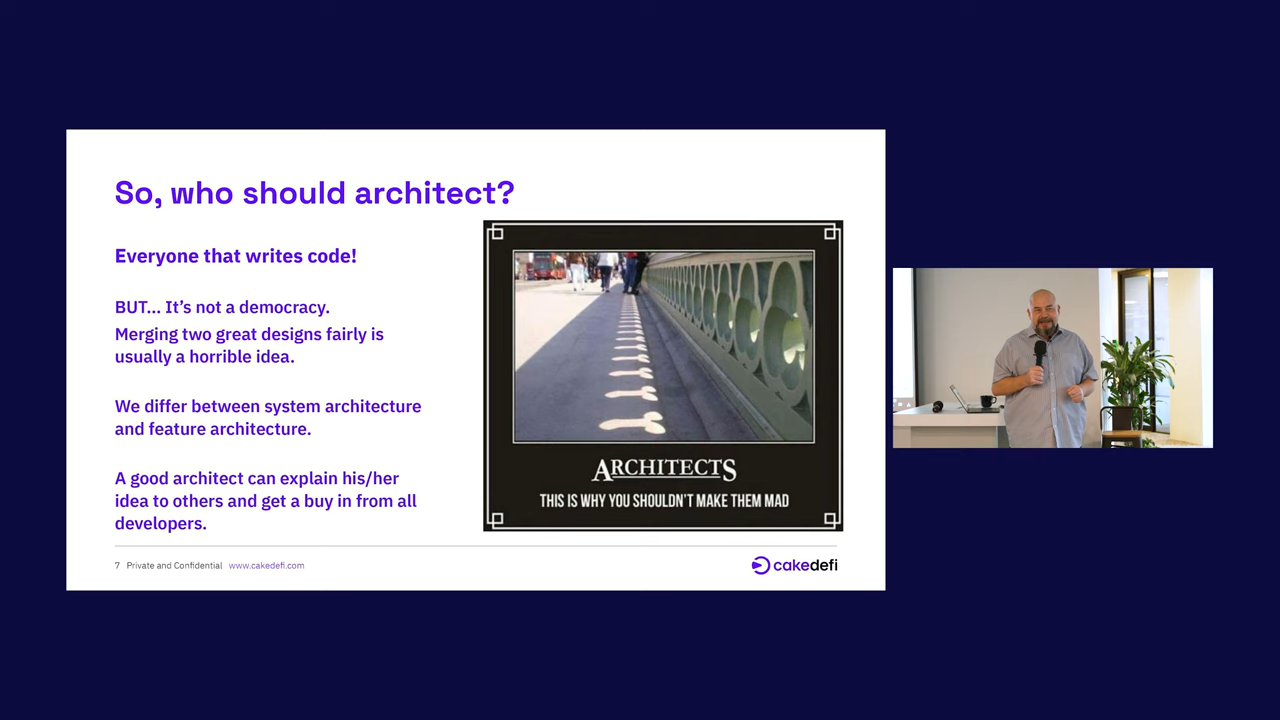 So, who should architect?
Everyone that writes code!
BUT... It's not a democracy.
Merging two great designs fairly is
usually a horrible idea.
We differ between system architecture
and feature architecture.
A good architect can explain his/her
idea to others and get a buy in from all
developers.
ARCHITECTS
THIS IS WHY YOU SHOULDN'T MAKE THEM MAD
7 Private and Confidential www.cakedefi.com
cakedefi